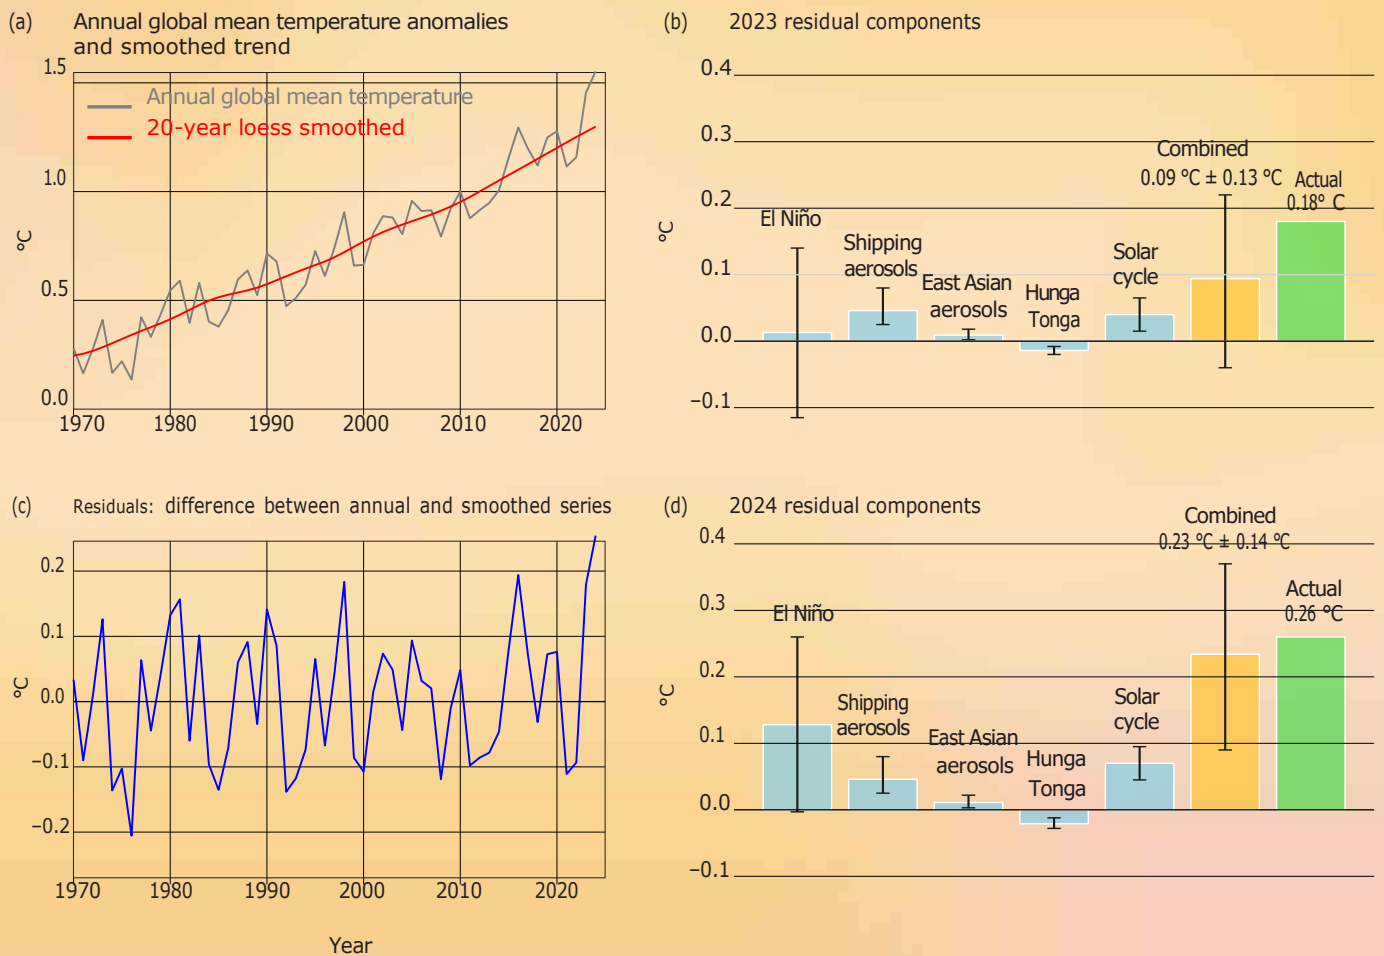 (a)
Annual global mean temperature anomalies
and smoothed trend
1.5
1.0
0.5
0.0
°C
Annual global mean temperature
20-year loess smoothed
1970
1980
1990
2000
2010
2020
(b)
2023 residual components
0.4
0.3
0.2
0.1
0.0
–0.1
°C
El Niño
Shipping
aerosols
East Asian
aerosols
Hunga
Tonga
Solar
cycle
Combined
0.09 °C ± 0.13 °C
Actual
0.18° C
(c)
Residuals: difference between annual and smoothed series
0.2
0.1
0.0
–0.1
–0.2
°C
1970
1980
1990
2000
2010
2020
Year
(d)
2024 residual components
0.4
0.3
0.2
0.1
0.0
–0.1
°C
El Niño
Shipping
aerosols
East Asian
aerosols
Hunga
Tonga
Solar
cycle
Combined
0.23 °C ± 0.14 °C
Actual
0.26 °C